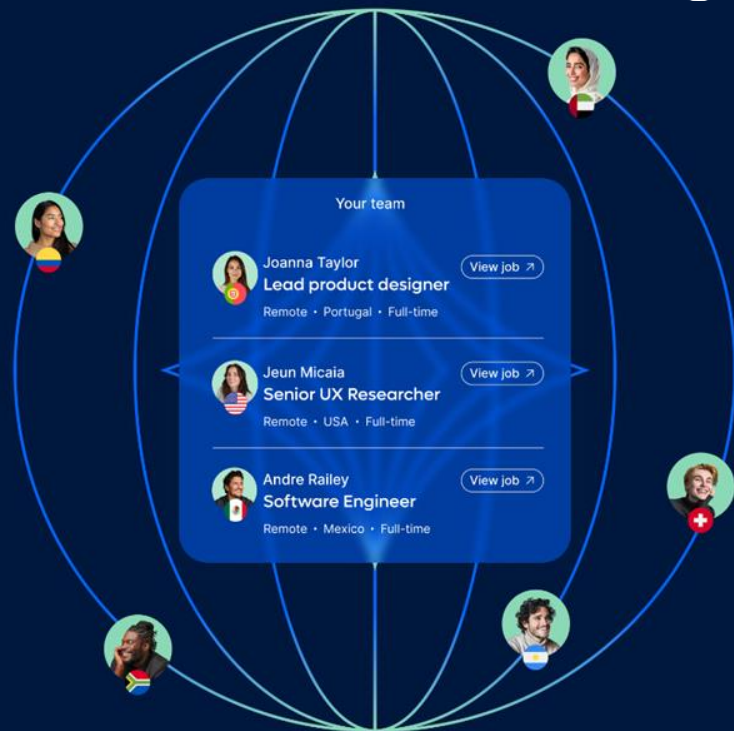 Your team
Joanna Taylor
View job ↗
Lead product designer
Remote • Portugal • Full-time
Jeun Micaia
View job ↗
Senior UX Researcher
Remote • USA • Full-time
Andre Railey
View job ↗
Software Engineer
Remote • Mexico • Full-time